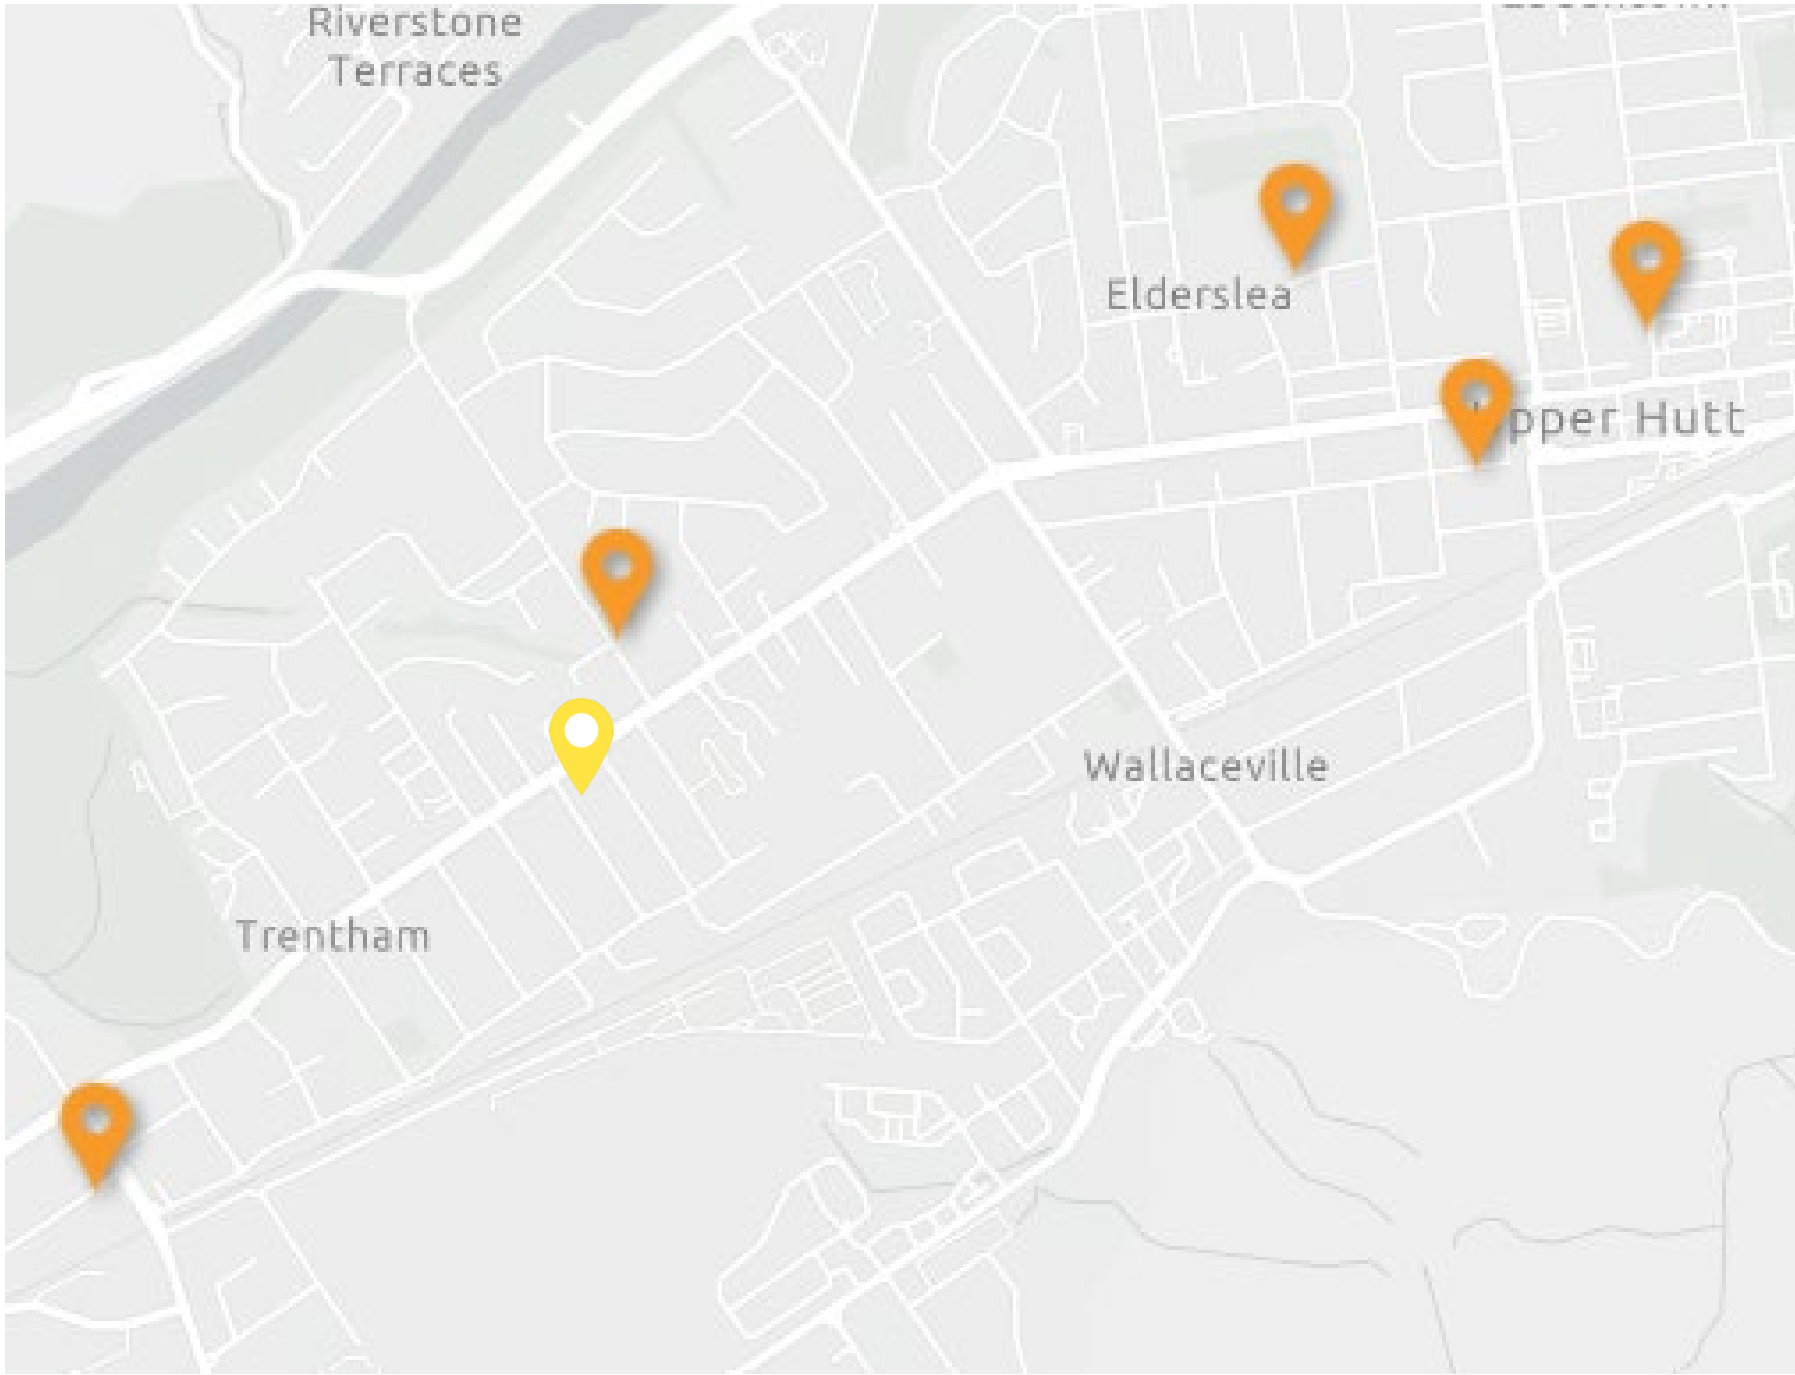 Riverstone
Terraces
Elderslea
pper Hutt
Wallaceville
Trentham